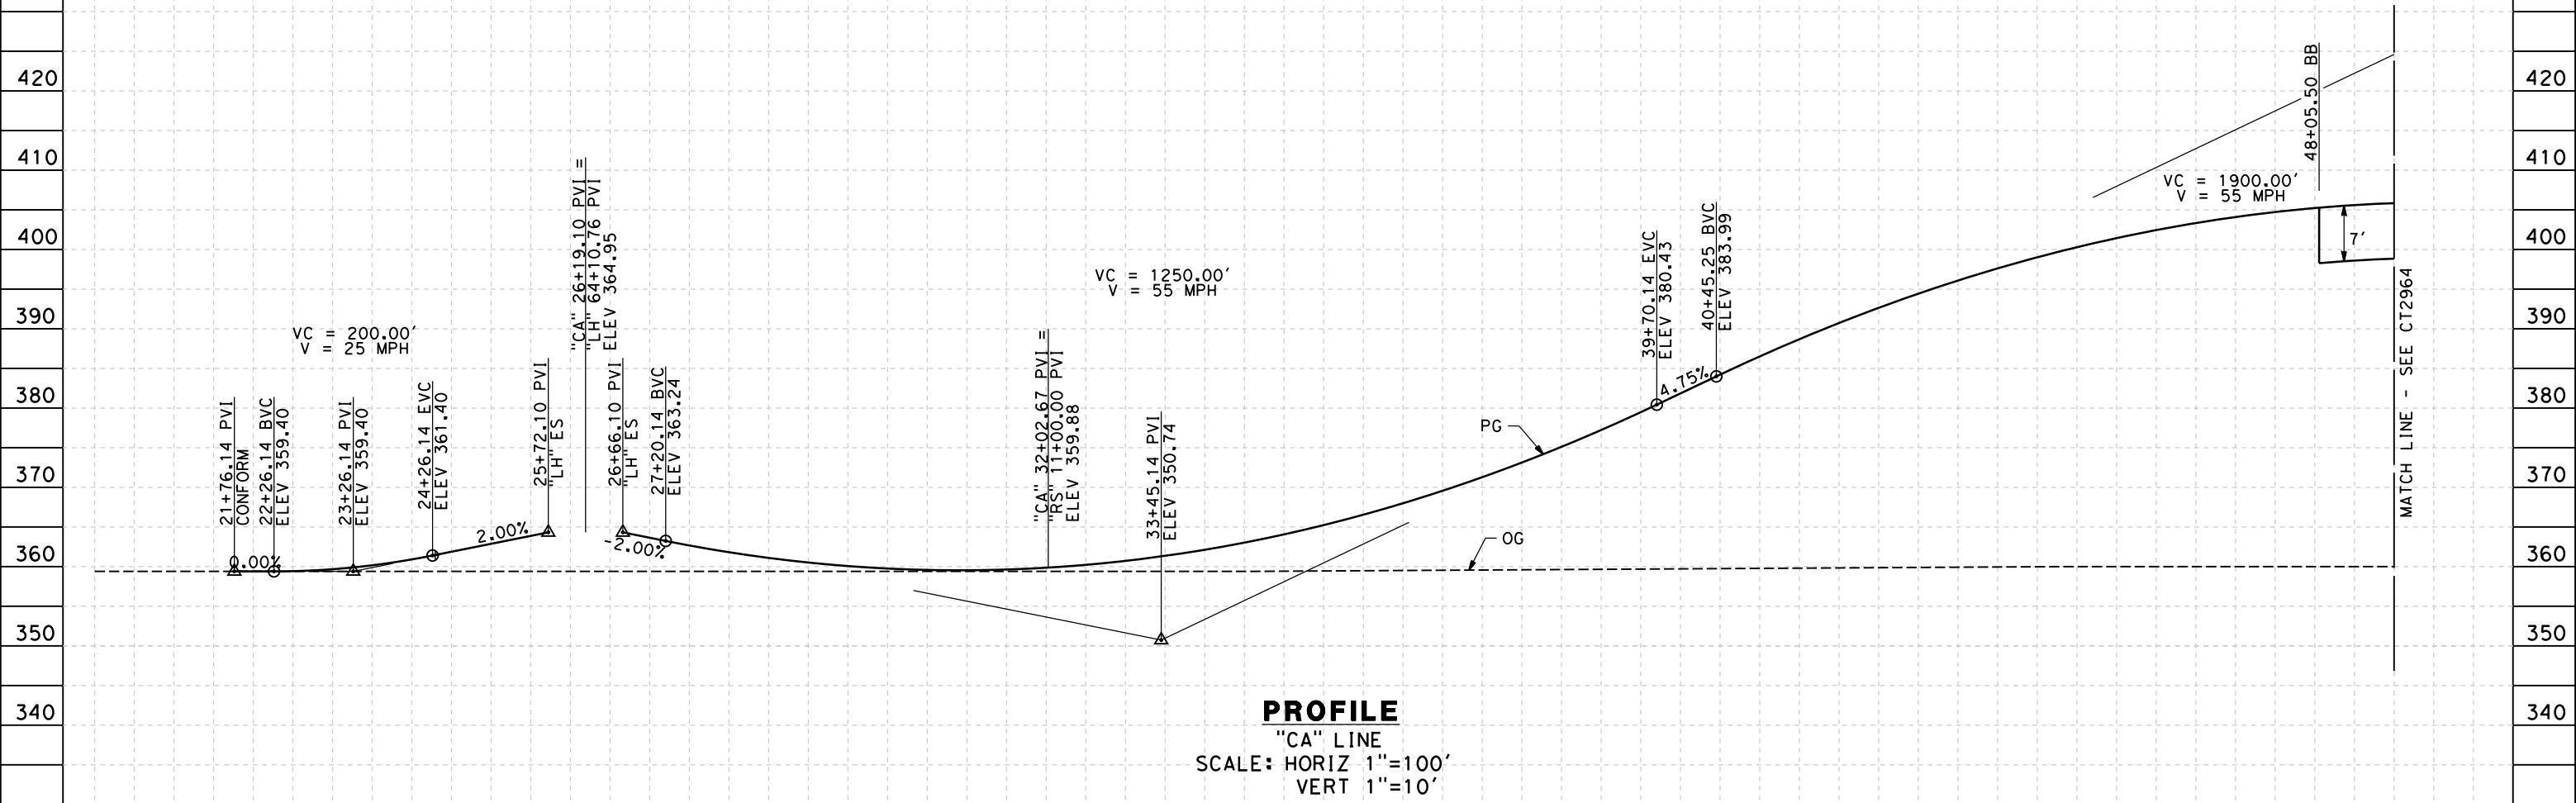 420
410
400
390
380
370
360
350
340
VC = 200.00'
V = 25 MPH
21+76.14 PVI
CONFORM
0.00%
22+26.14 BVC
ELEV 359.40
23+26.14 PVI
ELEV 359.40
24+26.14 EVC
ELEV 361.40
2.00%
25+72.10 PVI
"LH" ES
"CA" 26+19.10 PVI =
"LH" 64+10.76 PVI
ELEV 364.95
26+66.10 PVI
"LH" ES
-2.00%
27+20.14 BVC
ELEV 363.24
VC = 1250.00'
V = 55 MPH
"CA" 32+02.67 PVI =
"RS" 11+00.00 PVI
ELEV 359.88
33+45.14 PVI
ELEV 350.74
PG
OG
39+70.14 EVC
ELEV 380.43
4.75%
40+45.25 BVC
ELEV 383.99
VC = 1900.00'
V = 55 MPH
48+05.50 BB
7'
MATCH LINE - SEE CT2964
420
410
400
390
380
370
360
350
340
PROFILE
"CA" LINE
SCALE: HORIZ 1"=100'
VERT 1"=10'